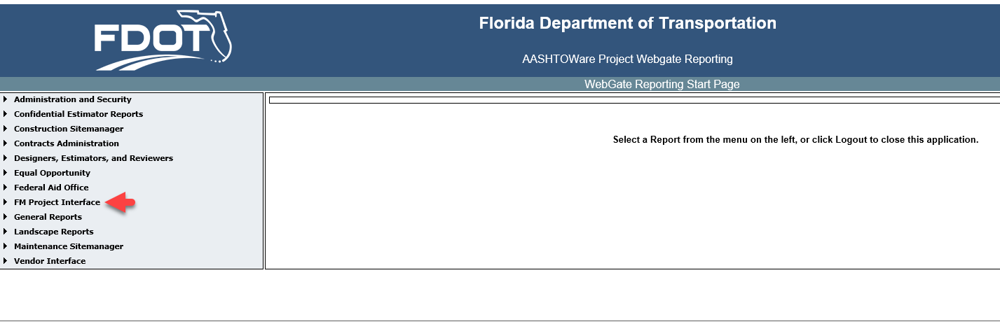 FDOT
Florida Department of Transportation
AASHTOWare Project Webgate Reporting
WebGate Reporting Start Page
Administration and Security
Confidential Estimator Reports
Construction Sitemanager
Contracts Administration
Designers, Estimators, and Reviewers
Equal Opportunity
Federal Aid Office
FM Project Interface
General Reports
Landscape Reports
Maintenance Sitemanager
Vendor Interface
Select a Report from the menu on the left, or click Logout to close this application.